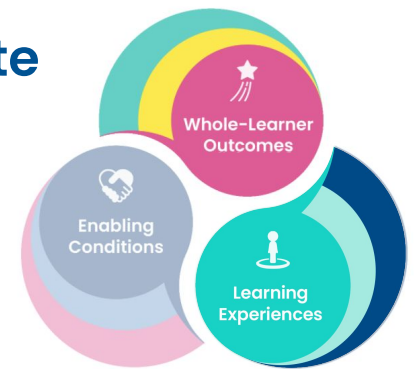 te
Whole-Learner
Outcomes
Enabling
Conditions
Learning
Experiences